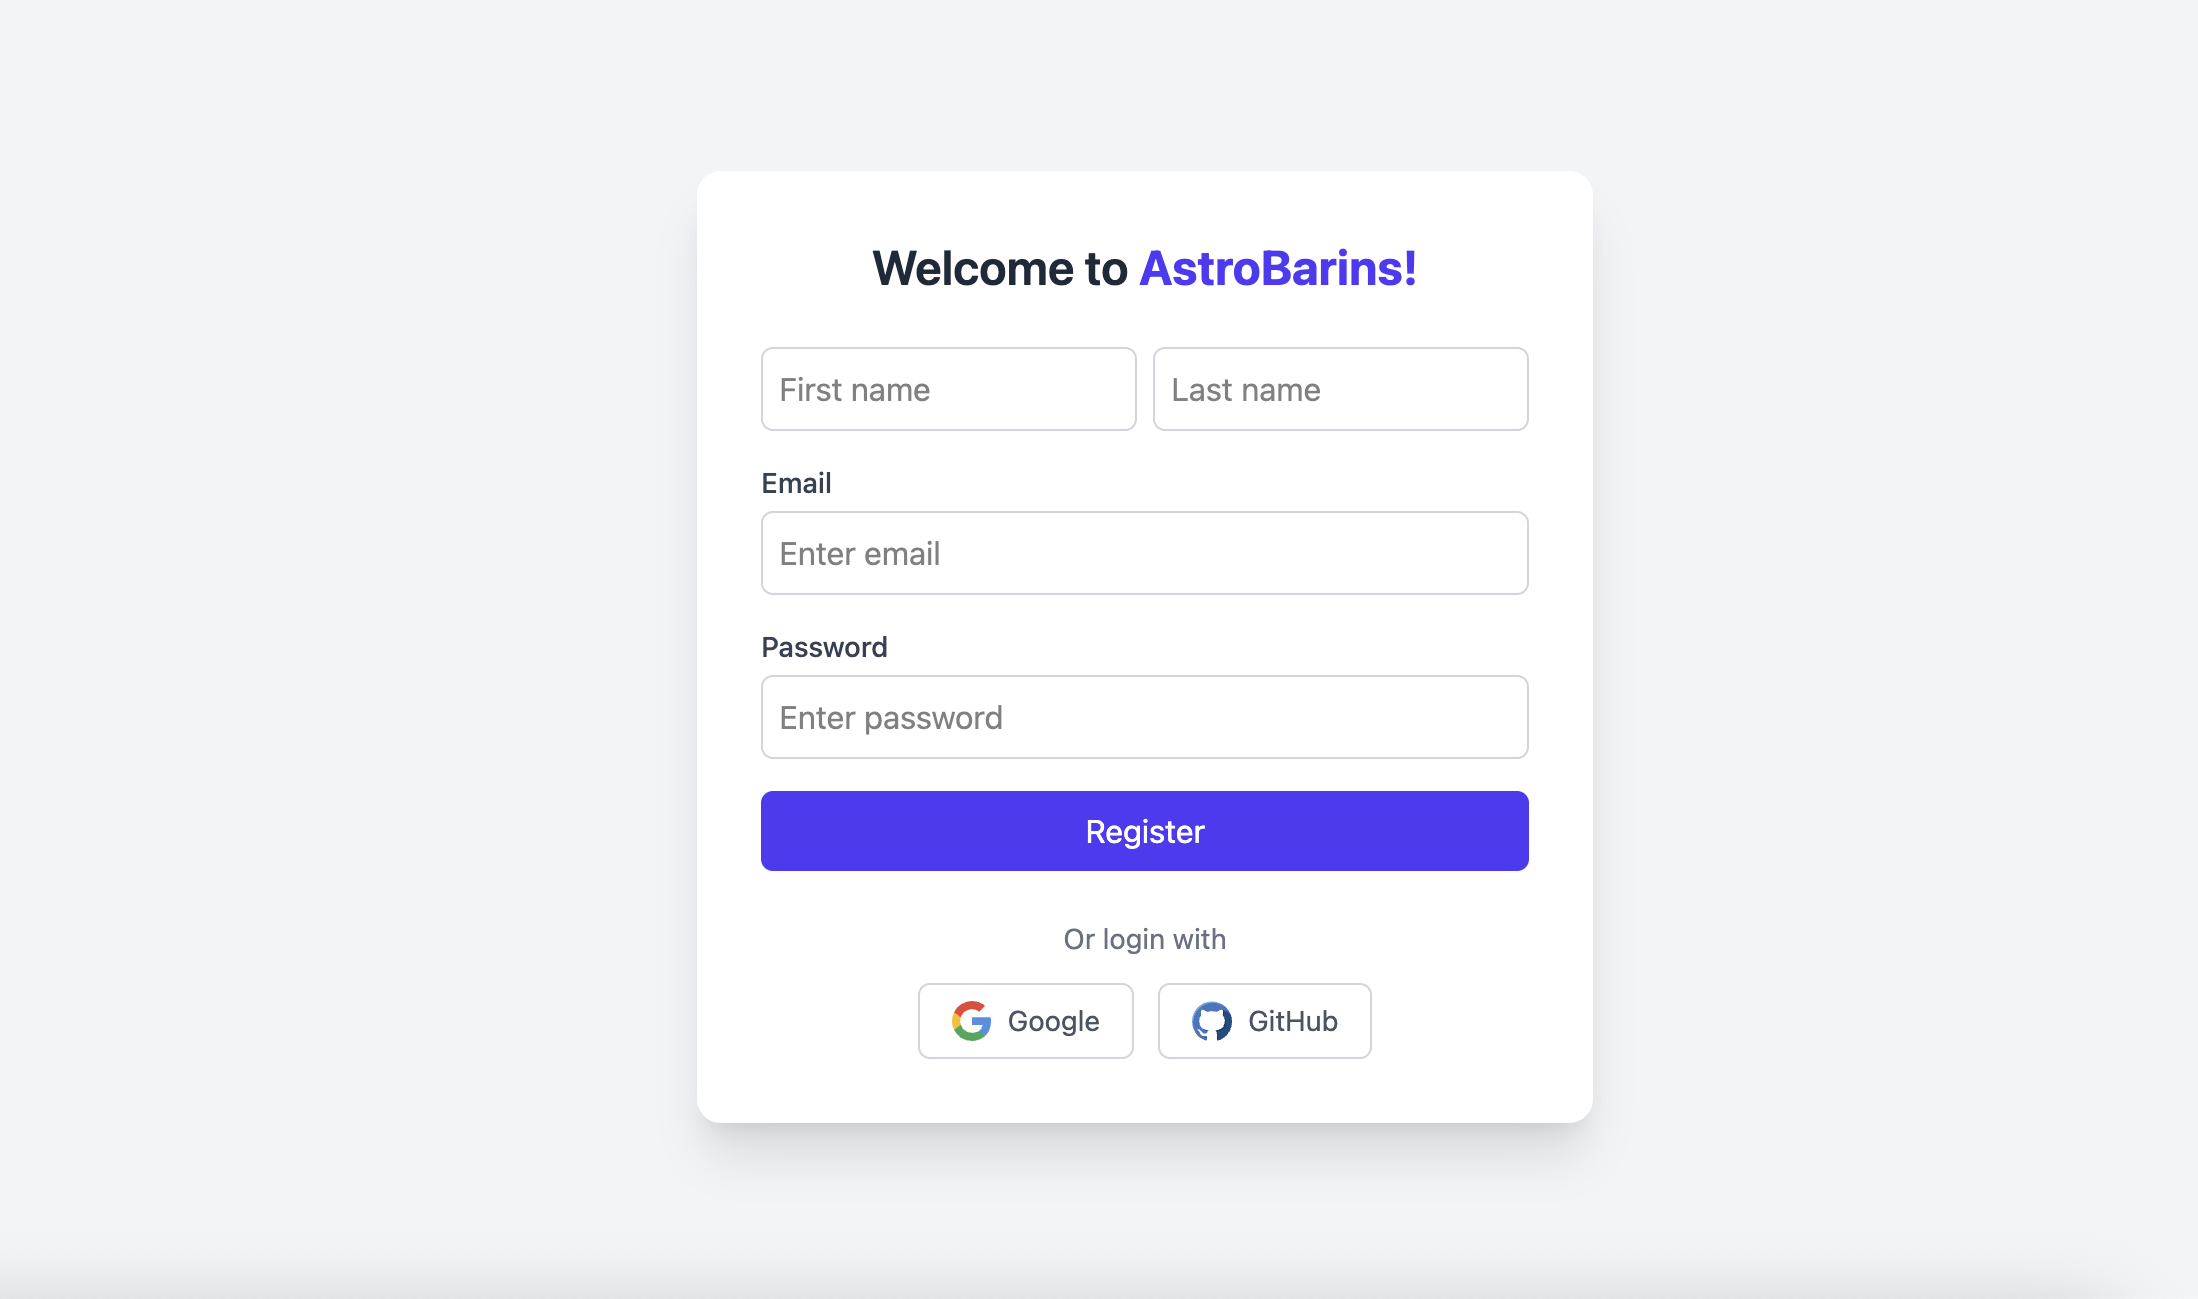 Welcome to AstroBarins!
First name Last name
Email
Enter email
Password
Enter password
Register
Or login with
Google GitHub